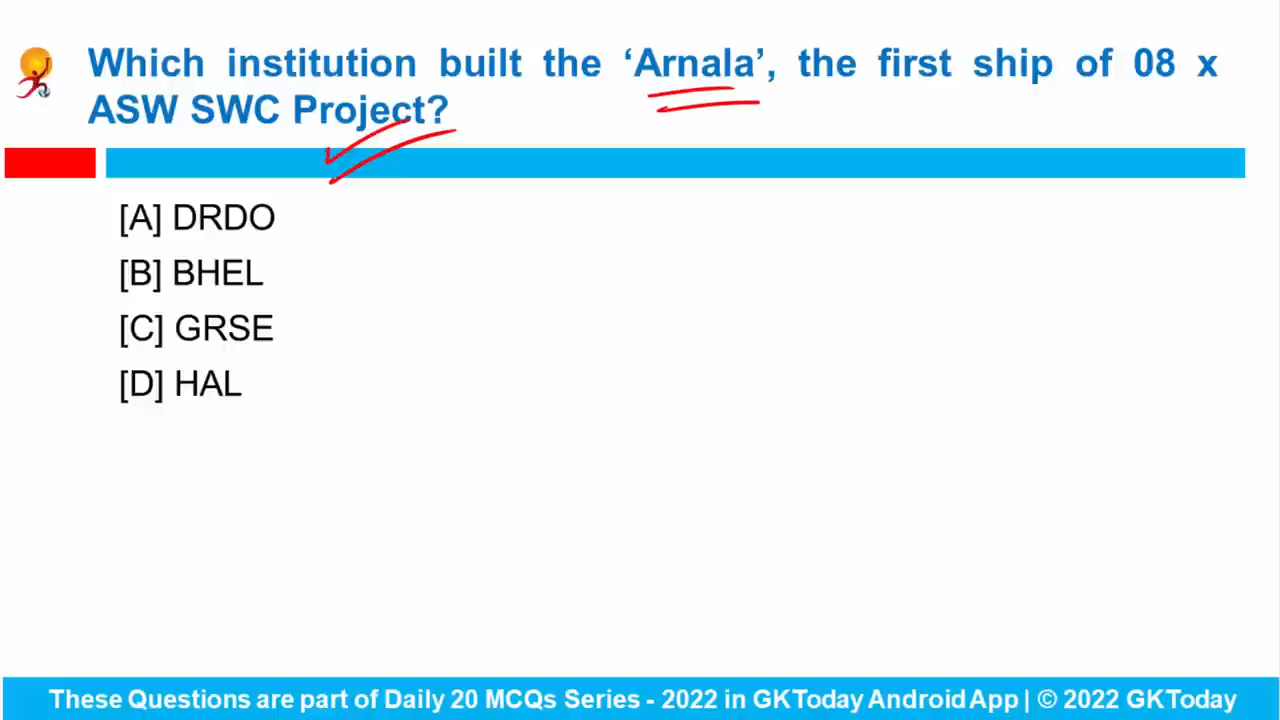 Which institution built the ‘Arnala’, the first ship of 08 x
ASW SWC Project?
[A] DRDO
[B] BHEL
[C] GRSE
[D] HAL
These Questions are part of Daily 20 MCQs Series - 2022 in GKToday Android App | © 2022 GKToday